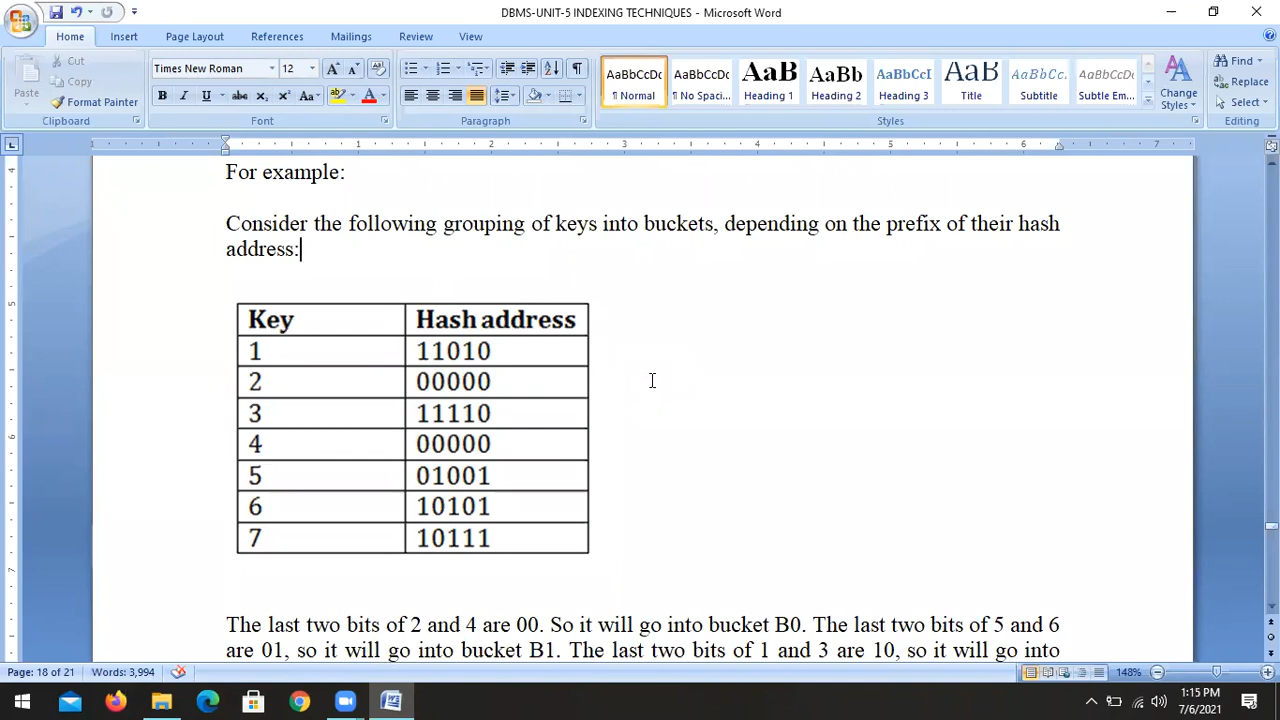 DBMS-UNIT-5 INDEXING TECHNIQUES - Microsoft Word
Home Insert Page Layout References Mailings Review View
Paste Cut Copy Format Painter Clipboard
Times New Roman 12 Font
Paragraph
AaBbCcDc ¶ Normal
AaBbCcDc ¶ No Spaci...
AaB Heading 1
AaBbCc Heading 2
AaBbCcI Heading 3
AaBb Title
AaBbCc. Subtitle
AaBbCcDc Subtle Em...
Change Styles Styles
Find Replace Select Editing
For example:
Consider the following grouping of keys into buckets, depending on the prefix of their hash
address:
Key Hash address
1 11010
2 00000
3 11110
4 00000
5 01001
6 10101
7 10111
The last two bits of 2 and 4 are 00. So it will go into bucket B0. The last two bits of 5 and 6
are 01, so it will go into bucket B1. The last two bits of 1 and 3 are 10, so it will go into
Page: 18 of 21 Words: 3,994 148%
1:15 PM
7/6/2021